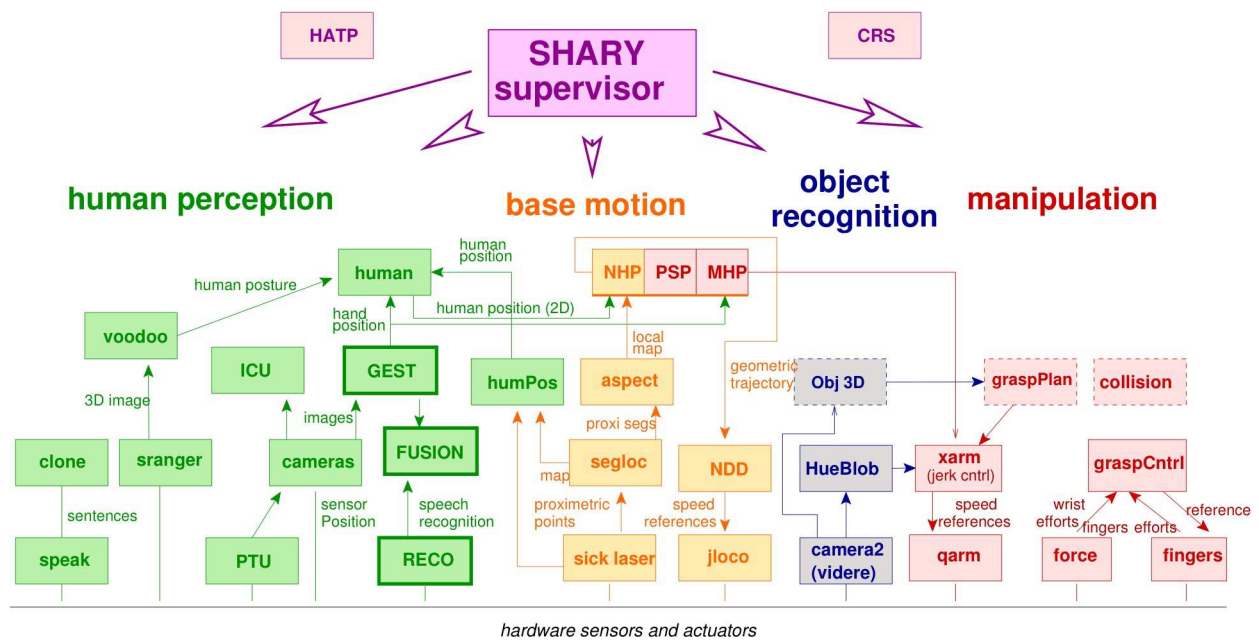 HATP
SHARY
supervisor
CRS
human perception
base motion
object
recognition
manipulation
human
position
human
NHP
PSP
MHP
human posture
human position (2D)
hand
position
voodoo
local
map
ICU
GEST
humPos
aspect
geometric
trajectory
Obj 3D
graspPlan
collision
3D image
images
proxi segs
clone
sranger
cameras
FUSION
segloc
map
NDD
HueBlob
xarm
(jerk cntrl)
graspCntrl
sentences
sensor
Position
speech
recognition
proximetric
points
speed
references
speed
references
wrist
efforts
fingers efforts
reference
speak
PTU
RECO
sick laser
jloco
camera2
(videre)
qarm
force
fingers
hardware sensors and actuators